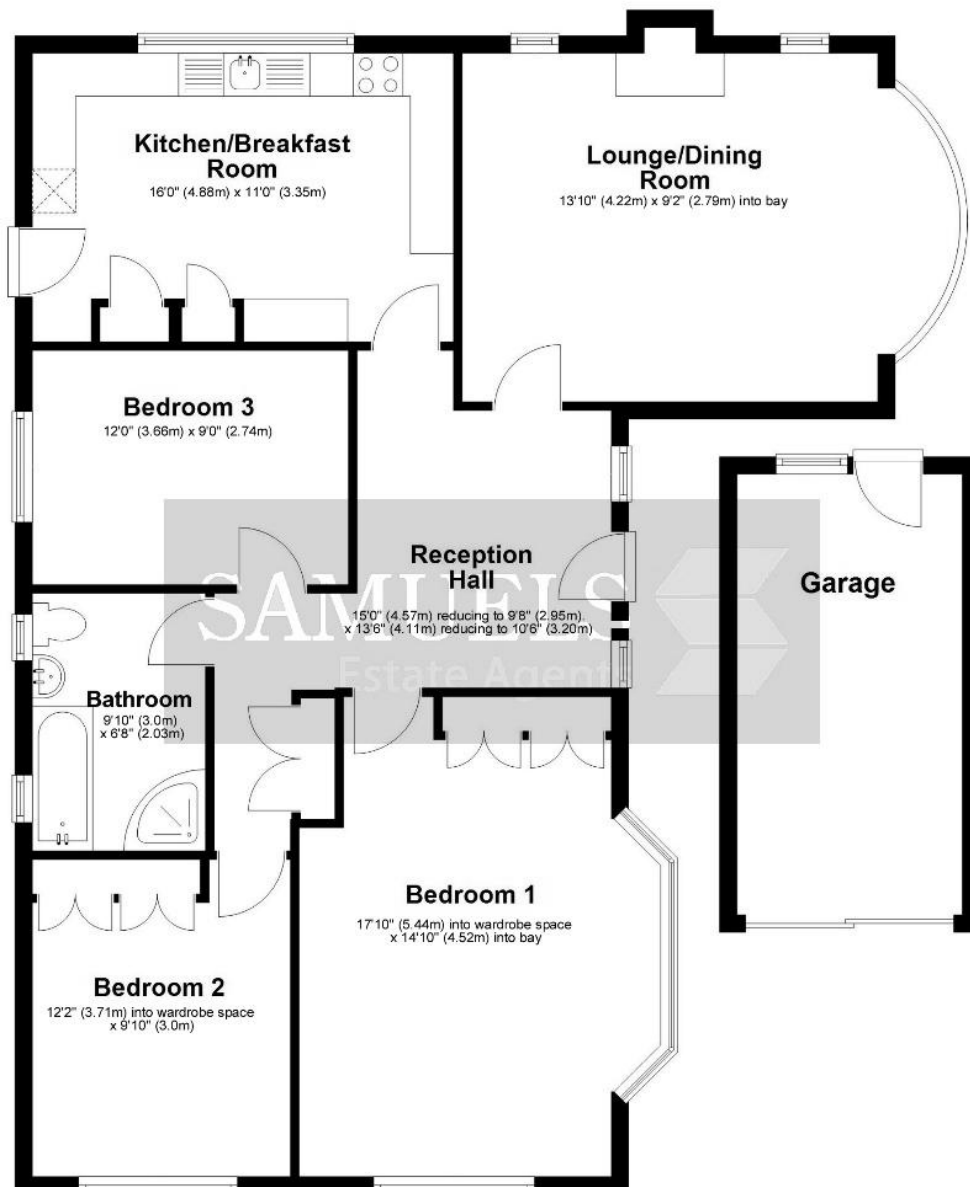 Kitchen/Breakfast
Room
16'0" (4.88m) x 11'0" (3.35m)
Lounge/Dining
Room
13'10" (4.22m) x 9'2" (2.79m) into bay
Bedroom 3
12'0" (3.66m) x 9'0" (2.74m)
Reception
Hall
15'0" (4.57m) reducing to 9'8" (2.95m)
x 13'6" (4.11m) reducing to 10'6" (3.20m)
Garage
SAMUELS
Estate Agent
Bathroom
9'10" (3.0m)
x 6'8" (2.03m)
Bedroom 1
17'10" (5.44m) into wardrobe space
x 14'10" (4.52m) into bay
Bedroom 2
12'2" (3.71m) into wardrobe space
x 9'10" (3.0m)